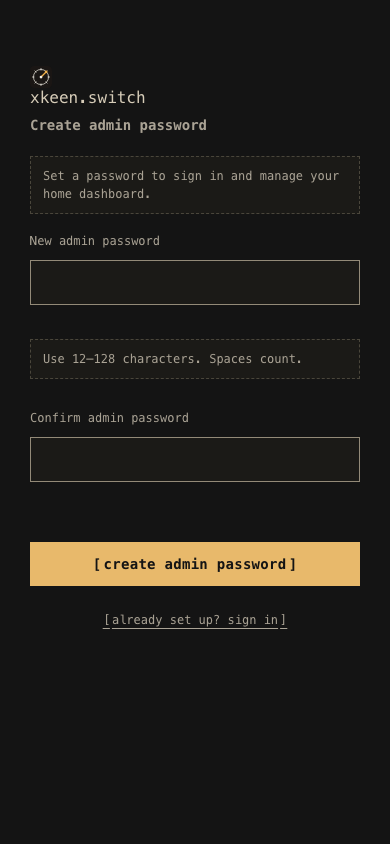 xkeen.switch
Create admin password
Set a password to sign in and manage your
home dashboard.
New admin password
Use 12–128 characters. Spaces count.
Confirm admin password
[create admin password]
[already set up? sign in]